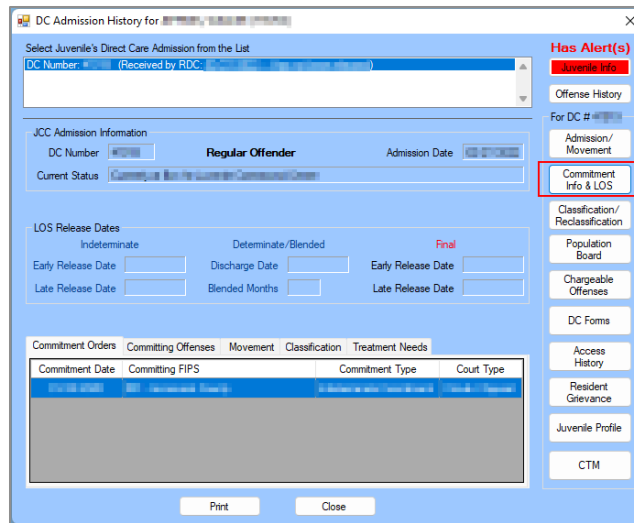 DC Admission History for
Select Juvenile's Direct Care Admission from the List
Has Alert(s)
DC Number: (Received by RDC: )
Juvenile Info
Offense History
For DC #
JCC Admission Information
Admission/
Movement
DC Number Regular Offender Admission Date
Current Status
Commitment
Info & LOS
Classification/
Reclassification
LOS Release Dates
Indeterminate Determinate/Blended Final
Population
Board
Early Release Date Discharge Date Early Release Date
Late Release Date Blended Months Late Release Date
Chargeable
Offenses
DC Forms
Commitment Orders Committing Offenses Movement Classification Treatment Needs
Access
History
Commitment Date Committing FIPS Commitment Type Court Type
Resident
Grievance
Juvenile Profile
CTM
Print Close